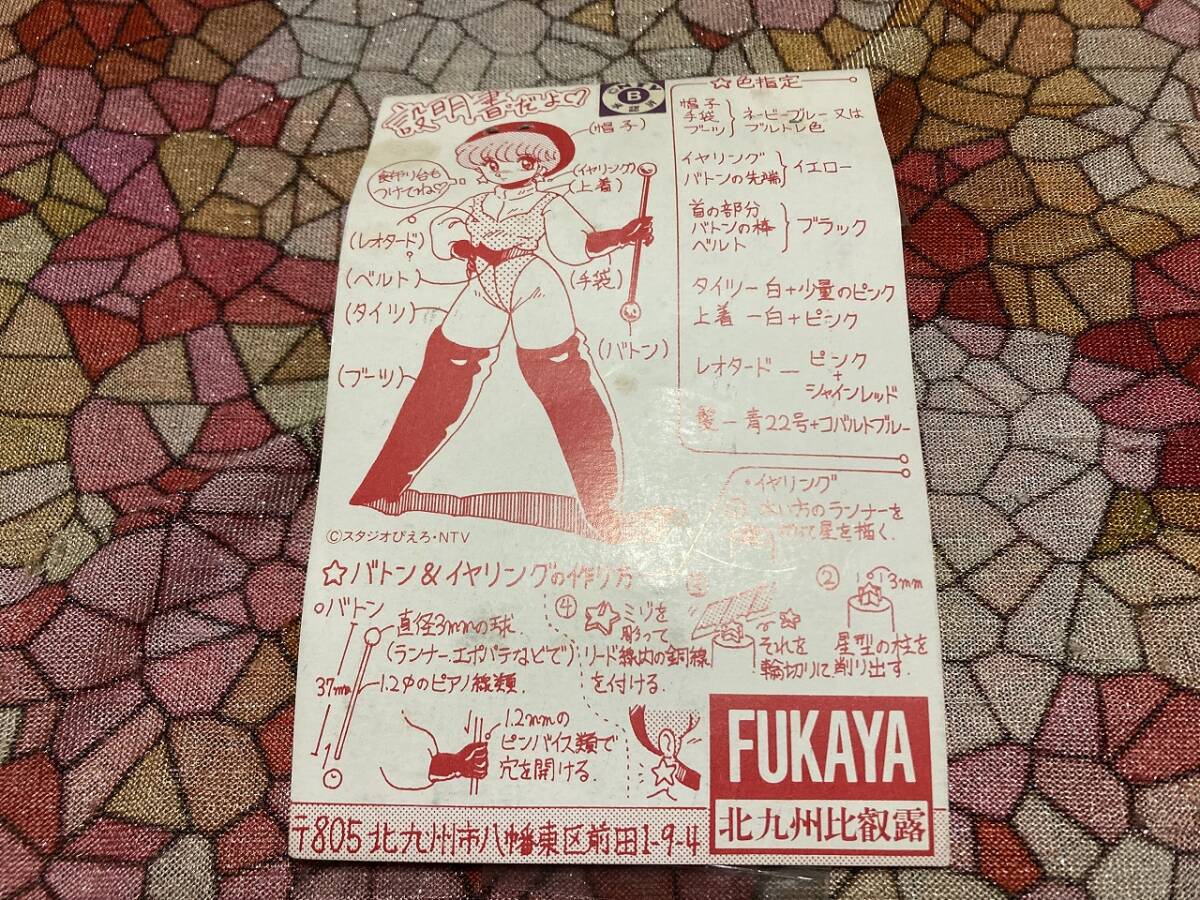 説明書だよ!
B
(帽子)
飾り台も
つけてね♡
(イヤリング)
(上着)
(レオタード)
?
(ベルト)
(手袋)
(タイツ)
(バトン)
(ブーツ)
©スタジオぴえろ・NTV
☆色指定
帽子
手袋
ブーツ
ネービーブルー又は
ブルトレ色
イヤリング
バトンの先端
イエロー
首の部分
バトンの棒
ベルト
ブラック
タイツ－白+少量のピンク
上着－白+ピンク
レオタード－ピンク
+
シャインレッド
髪－青22号+コバルトブルー
・イヤリング
①太い方のランナーを
て星を描く.
② 3mm
星型の柱を
削り出す.
③
それを
輪切りに
④ ミゾを
彫って
リード線内の銅線
を付ける.
☆バトン&イヤリングの作り方
○バトン
直径3mmの球
(ランナー.エポパテなどで)
37mm
1.2φのピアノ線類.
1.2mmの
ピンバイス類で
穴を開ける.
FUKAYA
北九州比叡露
〒805 北九州市八幡東区前田1-9-4